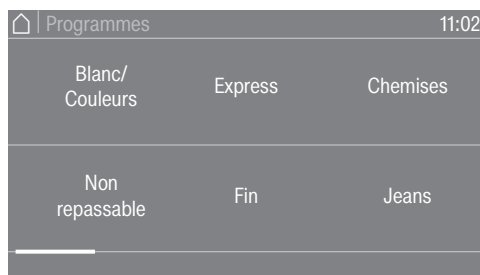 Programmes
11:02
Blanc/
Couleurs
Express
Chemises
Non
repassable
Fin
Jeans